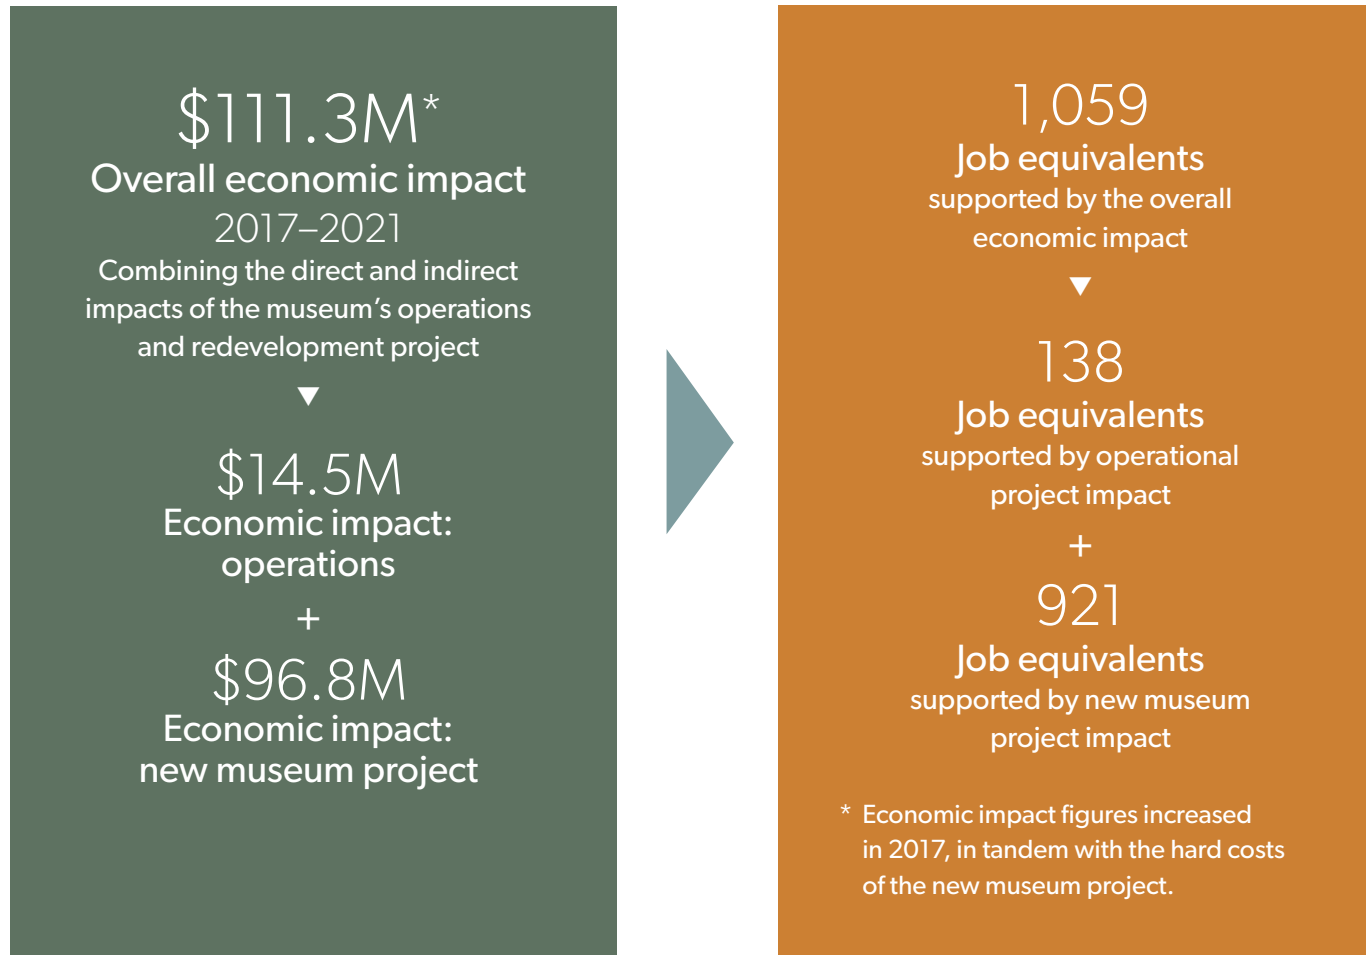 $111.3M*
Overall economic impact
2017–2021
Combining the direct and indirect
impacts of the museum’s operations
and redevelopment project
▼
$14.5M
Economic impact:
operations
+
$96.8M
Economic impact:
new museum project
1,059
Job equivalents
supported by the overall
economic impact
▼
138
Job equivalents
supported by operational
project impact
+
921
Job equivalents
supported by new museum
project impact
* Economic impact figures increased
in 2017, in tandem with the hard costs
of the new museum project.